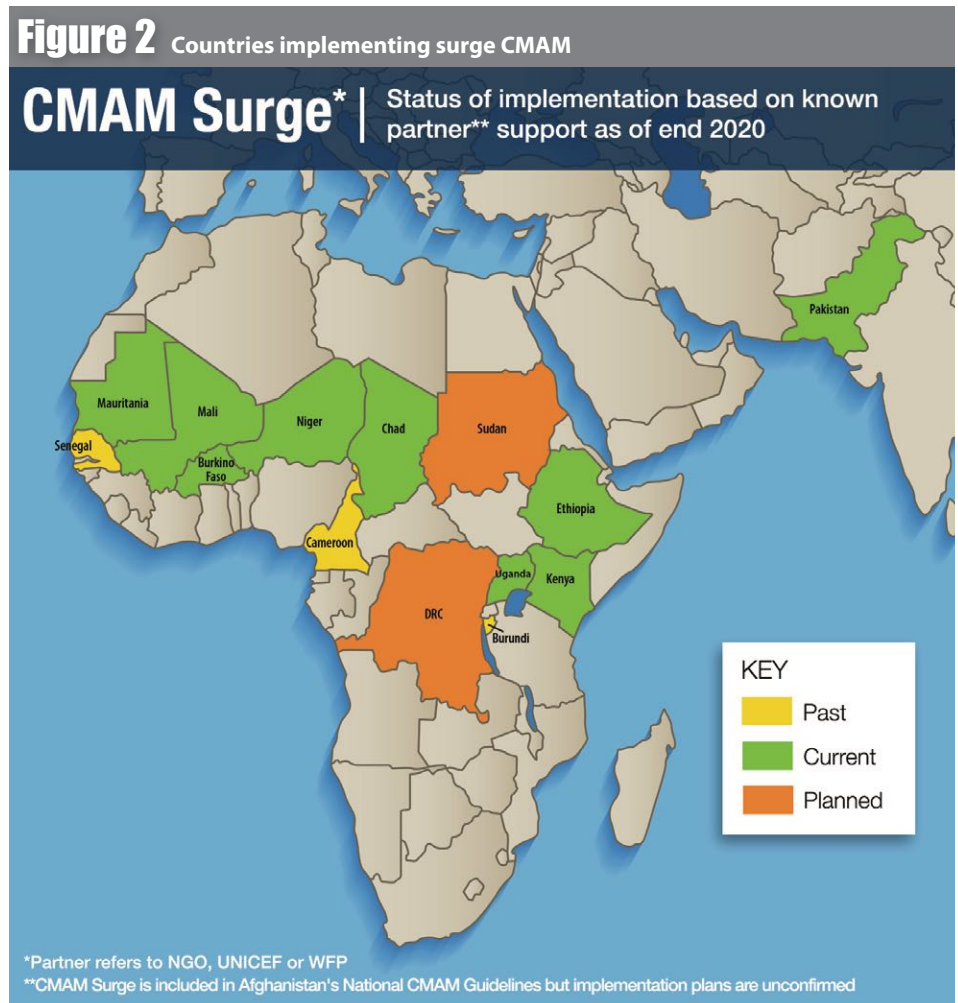 Figure 2 Countries implementing surge CMAM
CMAM Surge*
Status of implementation based on known
partner** support as of end 2020
Pakistan
Mauritania
Mali
Niger
Chad
Sudan
Senegal
Burkino
Faso
Ethiopia
Cameroon
Uganda
Kenya
DRC
Burundi
KEY
Past
Current
Planned
*Partner refers to NGO, UNICEF or WFP
**CMAM Surge is included in Afghanistan's National CMAM Guidelines but implementation plans are unconfirmed